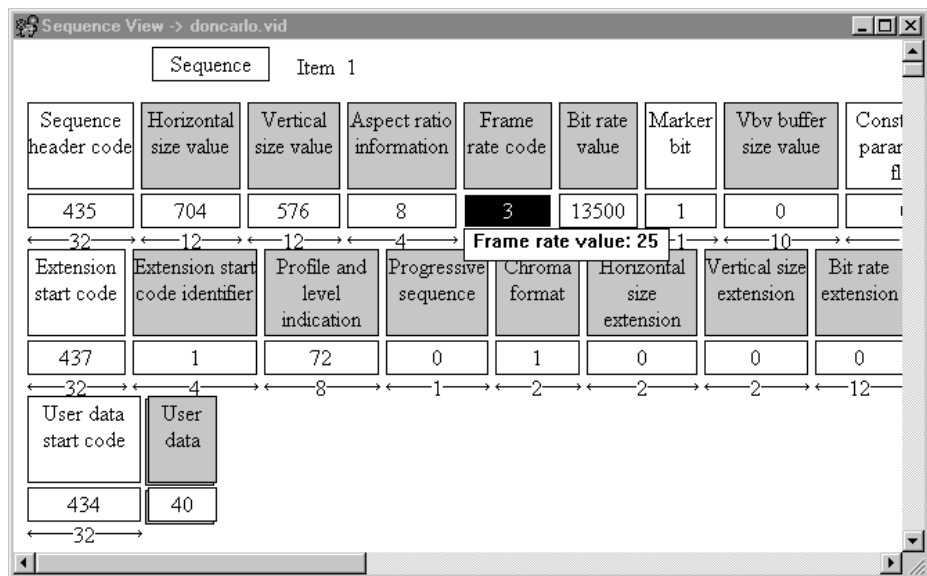 Sequence View -> doncarlo.vid
Sequence Item 1
Sequence header code
Horizontal size value
Vertical size value
Aspect ratio information
Frame rate code
Bit rate value
Marker bit
Vbv buffer size value
Const
param
fl
435 704 576 8 3 13500 1 0
32 12 12 4 1 10
Frame rate value: 25
Extension start code
Extension start code identifier
Profile and level indication
Progressive sequence
Chroma format
Horizontal size extension
Vertical size extension
Bit rate extension
437 1 72 0 1 0 0 0
32 4 8 1 2 2 2 12
User data start code
User data
434 40
32